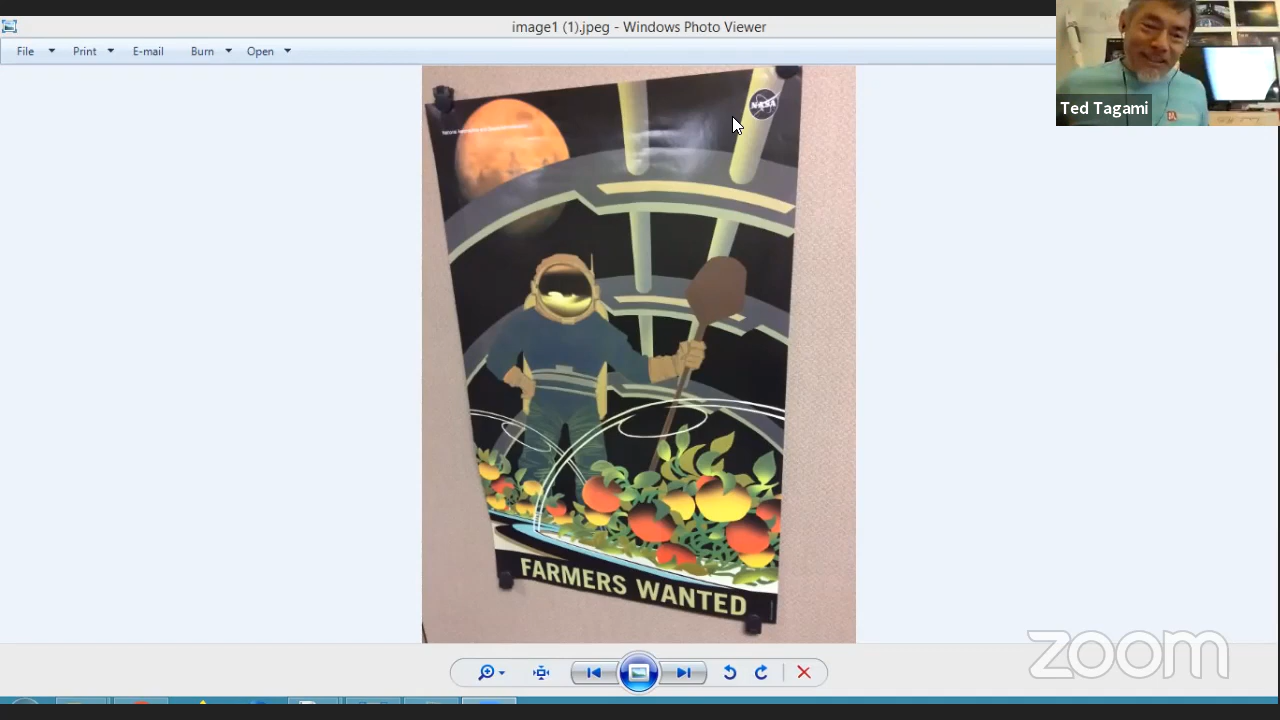 image1 (1).jpeg - Windows Photo Viewer
File Print E-mail Burn Open
Ted Tagami
NASA
FARMERS WANTED
zoom